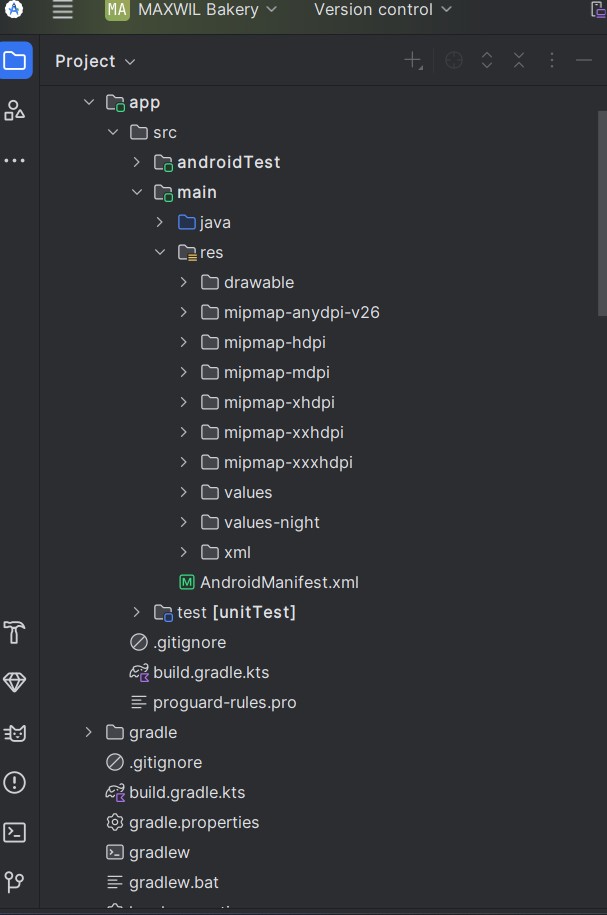 MA MAXWIL Bakery Version control
Project
app
src
androidTest
main
java
res
drawable
mipmap-anydpi-v26
mipmap-hdpi
mipmap-mdpi
mipmap-xhdpi
mipmap-xxhdpi
mipmap-xxxhdpi
values
values-night
xml
AndroidManifest.xml
test [unitTest]
.gitignore
build.gradle.kts
proguard-rules.pro
gradle
.gitignore
build.gradle.kts
gradle.properties
gradlew
gradlew.bat